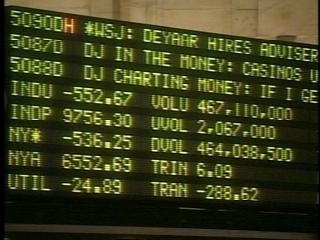 5090DH *WSJ: DEYAAR HIRES ADVISER
5087D DJ IN THE MONEY: CASINOS
5088D DJ CHARTING MONEY: IF I GE
INDU -552.67 VOLU 467,110,000
INDP 9756.30 UVOL 2,067,000
NY* -536.25 DVOL 464,038,500
NYA 6552.69 TRIN 6.09
UTIL -24.89 TRAN -288.62